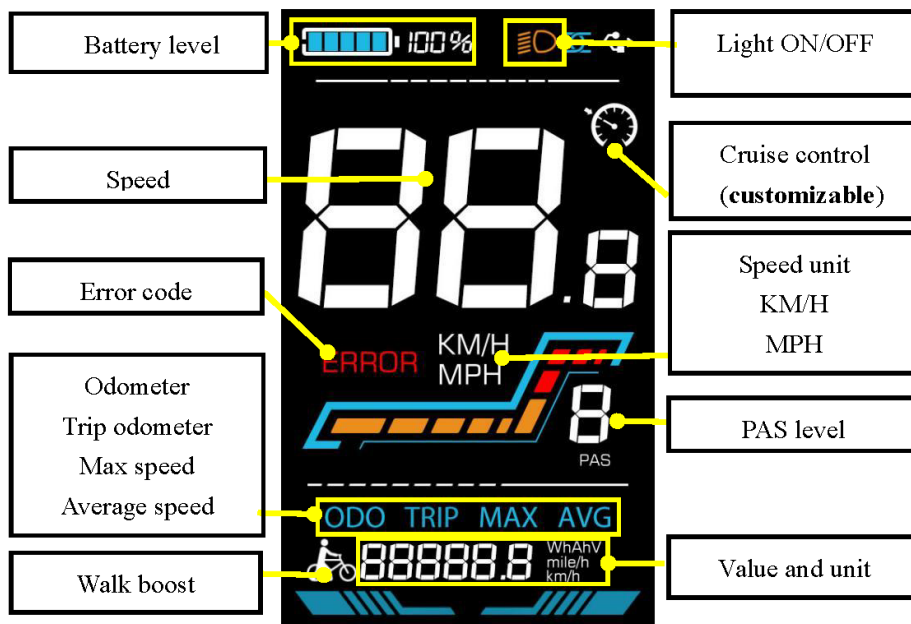 Battery level
100%
Light ON/OFF
Cruise control
(customizable)
Speed
88.8
Speed unit
KM/H
MPH
Error code
ERROR
KM/H
MPH
Odometer
Trip odometer
Max speed
Average speed
8
PAS
PAS level
ODO TRIP MAX AVG
Walk boost
88888.8
WhAhV
mile/h
km/h
Value and unit